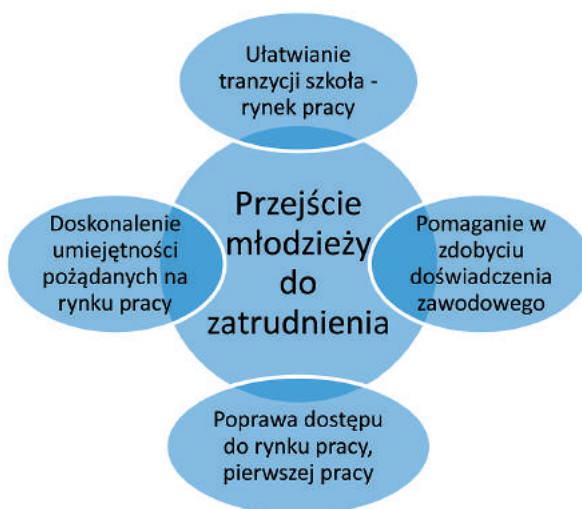 Ułatwianie
tranzycji szkoła -
rynek pracy
Doskonalenie
umiejętności
pożądanych na
rynku pracy
Przejście
młodzieży
do
zatrudnienia
Pomaganie w
zdobyciu
doświadczenia
zawodowego
Poprawa dostępu
do rynku pracy,
pierwszej pracy